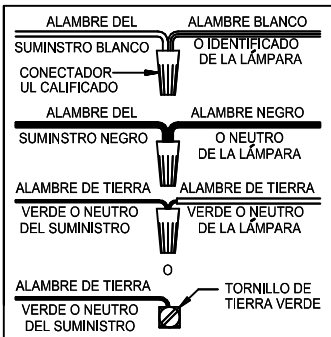 ALAMBRE DEL ALAMBRE BLANCO
SUMINSTRO BLANCO O IDENTIFICADO
DE LA LÁMPARA
CONECTADOR
UL CALIFICADO
ALAMBRE DEL ALAMBRE NEGRO
SUMINSTRO NEGRO O NEUTRO
DE LA LÁMPARA
ALAMBRE DE TIERRA ALAMBRE DE TIERRA
VERDE O NEUTRO VERDE O NEUTRO
DEL SUMINISTRO DE LA LÁMPARA
O
ALAMBRE DE TIERRA TORNILLO DE
VERDE O NEUTRO TIERRA VERDE
DEL SUMINISTRO